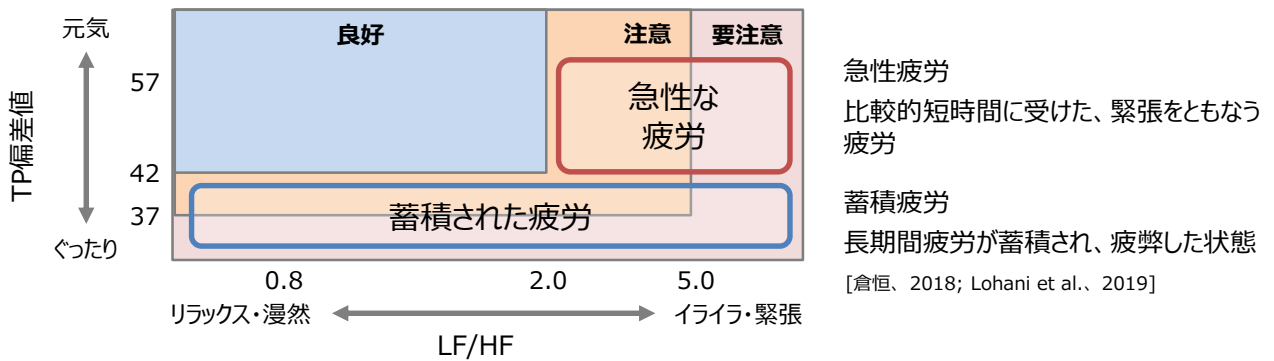 元気
良好
注意
要注意
57
急性な
疲労
急性疲労
比較的短時間に受けた、緊張をともなう
疲労
TP偏差値
42
37
蓄積された疲労
蓄積疲労
長期間疲労が蓄積され、疲弊した状態
ぐったり
[倉恒、2018; Lohani et al.、2019]
0.8
2.0
5.0
リラックス・漫然
イライラ・緊張
LF/HF